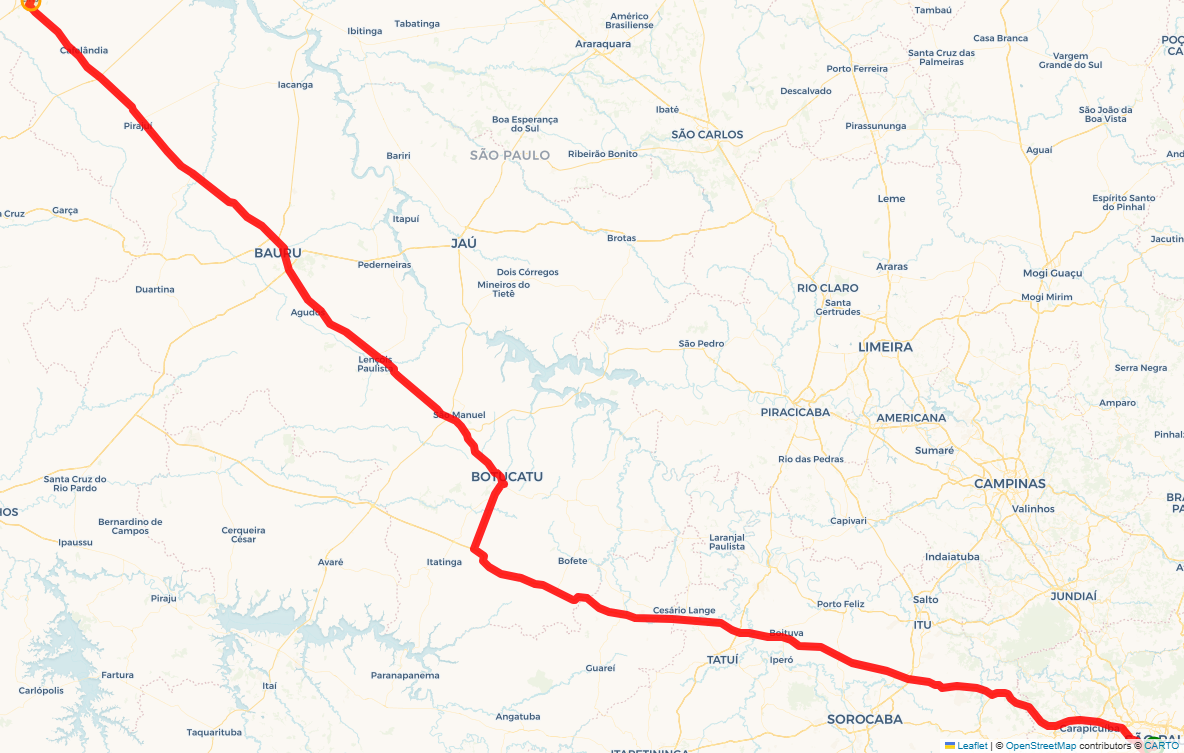 Tambaú
Américo
Brasiliense
Tabatinga
Ibitinga
Casa Branca
Araraquara
Cafelândia
Santa Cruz das
Palmeiras
Vargem
Grande do Sul
Porto Ferreira
Iacanga
Descalvado
Ibaté
São João da
Boa Vista
Boa Esperança
do Sul
Pirajuí
SÃO CARLOS
Pirassununga
Bariri
SÃO PAULO
Ribeirão Bonito
Aguaí
Leme
Espírito Santo
do Pinhal
a Cruz
Garça
Itapuí
BAURU
JAÚ
Brotas
Pederneiras
Dois Córregos
Araras
Mogi Guaçu
Duartina
Mineiros do
Tietê
RIO CLARO
Mogi Mirim
Agudos
Santa
Gertrudes
São Pedro
LIMEIRA
Lençóis
Paulista
Serra Negra
Amparo
São Manuel
PIRACICABA
AMERICANA
Sumaré
Rio das Pedras
BOTUCATU
Santa Cruz do
Rio Pardo
CAMPINAS
Valinhos
Bernardino de
Campos
Cerqueira
César
Capivari
Ipaussu
Laranjal
Paulista
Indaiatuba
Avaré
Itatinga
Bofete
Piraju
JUNDIAÍ
Salto
Porto Feliz
Cesário Lange
ITU
Boituva
TATUÍ
Iperó
Guareí
Fartura
Paranapanema
Itaí
Carlópolis
Angatuba
SOROCABA
Taquarituba
Carapicuíba
Leaflet | © OpenStreetMap contributors © CARTO